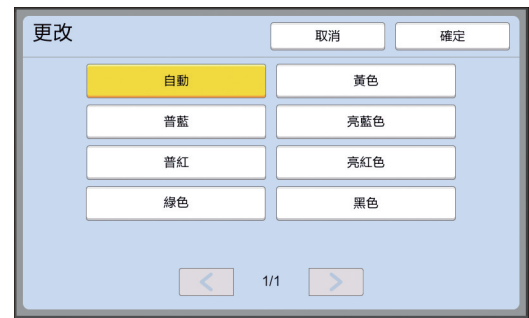 更改 取消 確定
自動 黃色
普藍 亮藍色
普紅 亮紅色
綠色 黑色
1/1